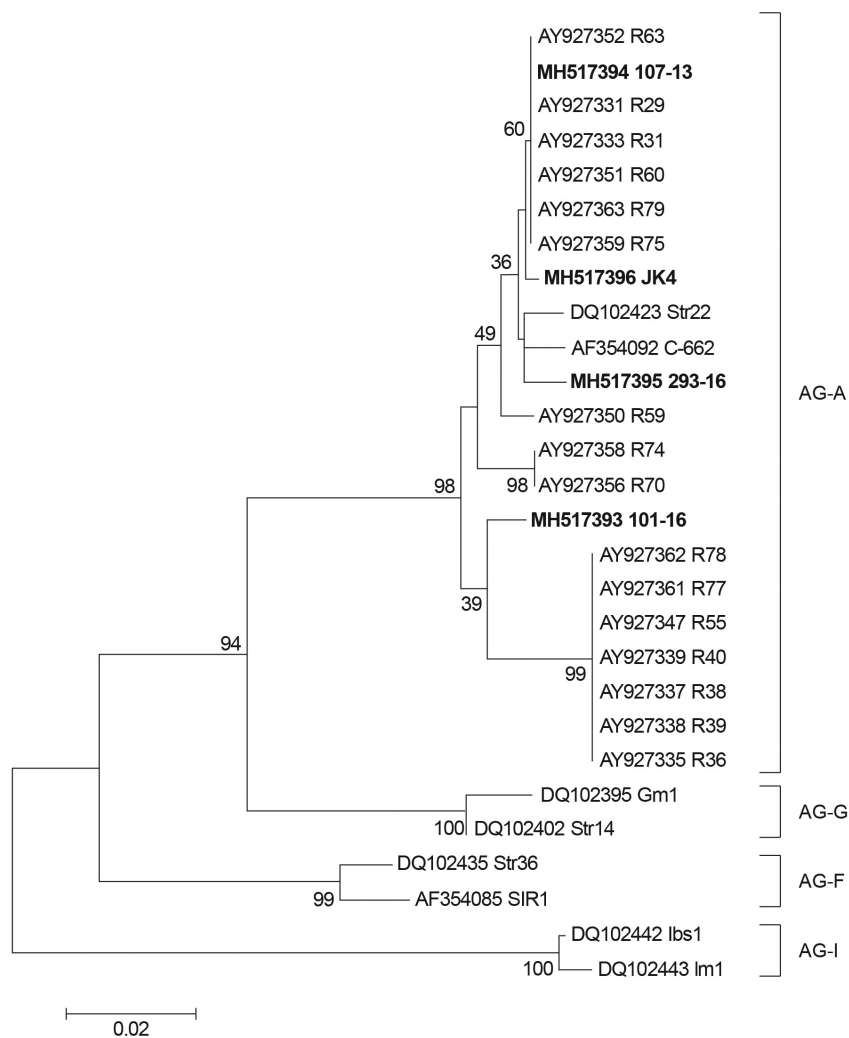 AY927352 R63
MH517394 107-13
AY927331 R29
60
AY927333 R31
AY927351 R60
AY927363 R79
AY927359 R75
36
MH517396 JK4
DQ102423 Str22
49
AF354092 C-662
MH517395 293-16
AG-A
AY927350 R59
AY927358 R74
98
98
AY927356 R70
MH517393 101-16
AY927362 R78
AY927361 R77
39
AY927347 R55
94
AY927339 R40
99
AY927337 R38
AY927338 R39
AY927335 R36
DQ102395 Gm1
AG-G
100
DQ102402 Str14
DQ102435 Str36
AG-F
99
AF354085 SIR1
DQ102442 Ibs1
AG-I
100
DQ102443 Im1
0.02